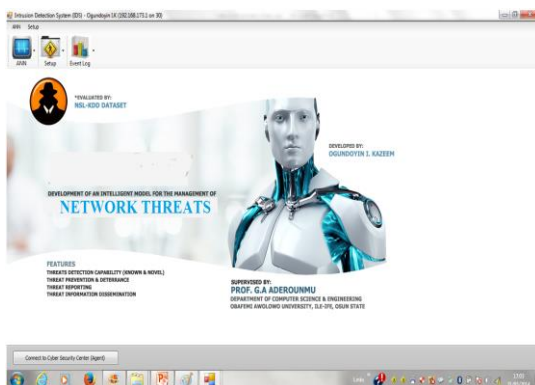 Intrusion Detection System (IDS) - Ogundoyin I.K (192.168.173.1 on 30)
ANN Setup
ANN Setup Event Log
*EVALUATED BY:
NSL-KDD DATASET
DEVELOPED BY:
OGUNDOYIN I. KAZEEM
DEVELOPMENT OF AN INTELLIGENT MODEL FOR THE MANAGEMENT OF
NETWORK THREATS
FEATURES
THREATS DETECTION CAPABILITY (KNOWN & NOVEL)
THREAT PREVENTION & DETERRANCE
THREAT REPORTING
THREAT INFORMATION DISSEMINATION
SUPERVISED BY:
PROF. G.A ADEROUNMU
DEPARTMENT OF COMPUTER SCIENCE & ENGINEERING
OBAFEMI AWOLOWO UNIVERSITY, ILE-IFE, OSUN STATE
Connect to Cyber Security Center (Agent)
Links